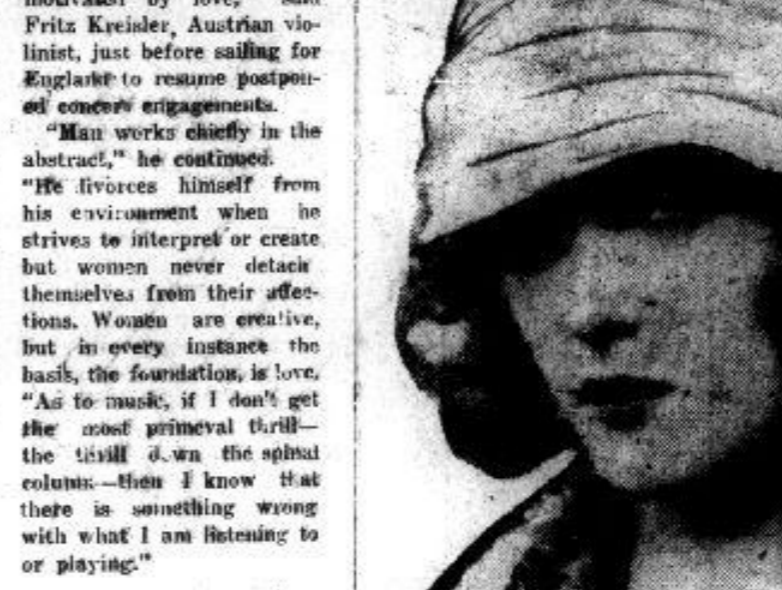 motivated by love," said
Fritz Kreisler, Austrian vio-
linist, just before sailing for
England to resume postpon-
ed concert engagements.
"Man works chiefly in the
abstract," he continued.
"He divorces himself from
his environment when he
strives to interpret or create
but women never detach
themselves from their affec-
tions. Women are creative,
but in every instance the
basis, the foundation, is love.
"As to music, if I don't get
the most primeval thrill—
the thrill down the spinal
column—then I know that
there is something wrong
with what I am listening to
or playing."